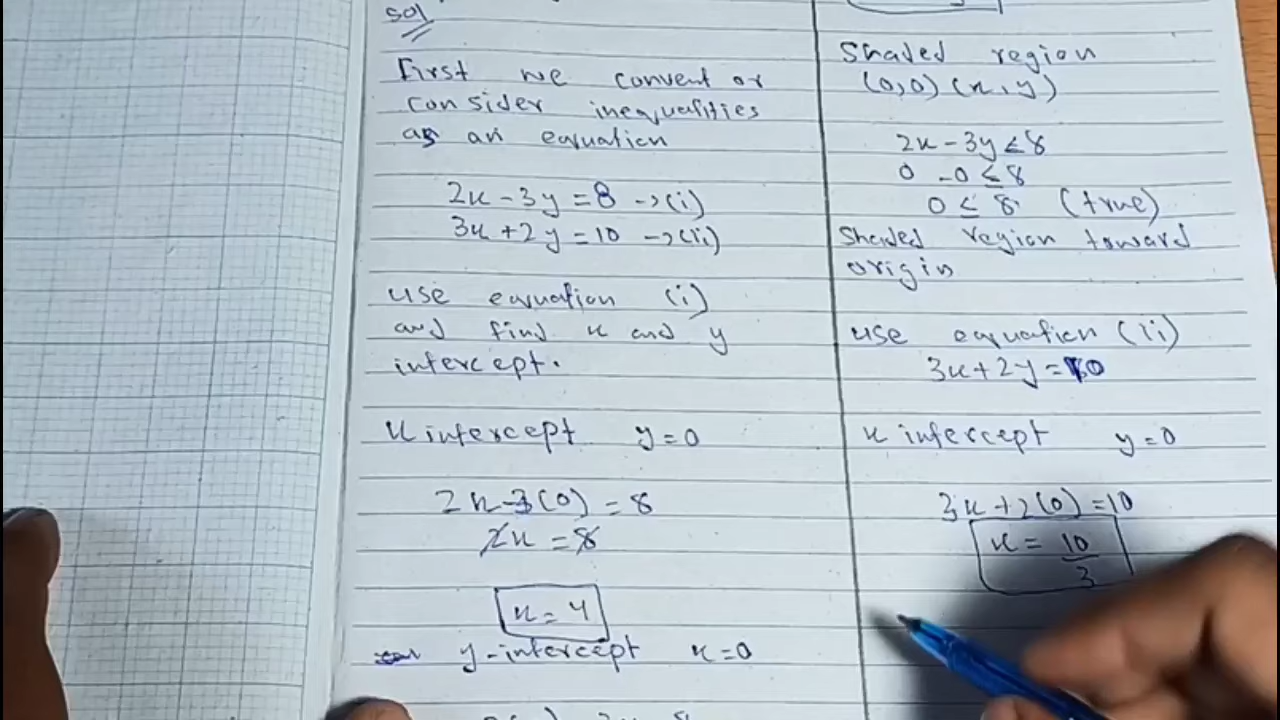 sol
First we convent or
consider inequalities
as an equation
2x - 3y = 8 →(i)
3x + 2y = 10 →(ii)
use equation (i)
and find x and y
intercept.
x intercept y = 0
2x - 3(0) = 8
2x = 8
x = 4
y-intercept x = 0
Shaded region
(0,0) (x,y)
2x - 3y ≤ 8
0 - 0 ≤ 8
0 ≤ 8 (true)
Shaded region toward
origin
use equation (ii)
3x + 2y = 10
x intercept y = 0
3x + 2(0) = 10
x = 10/3